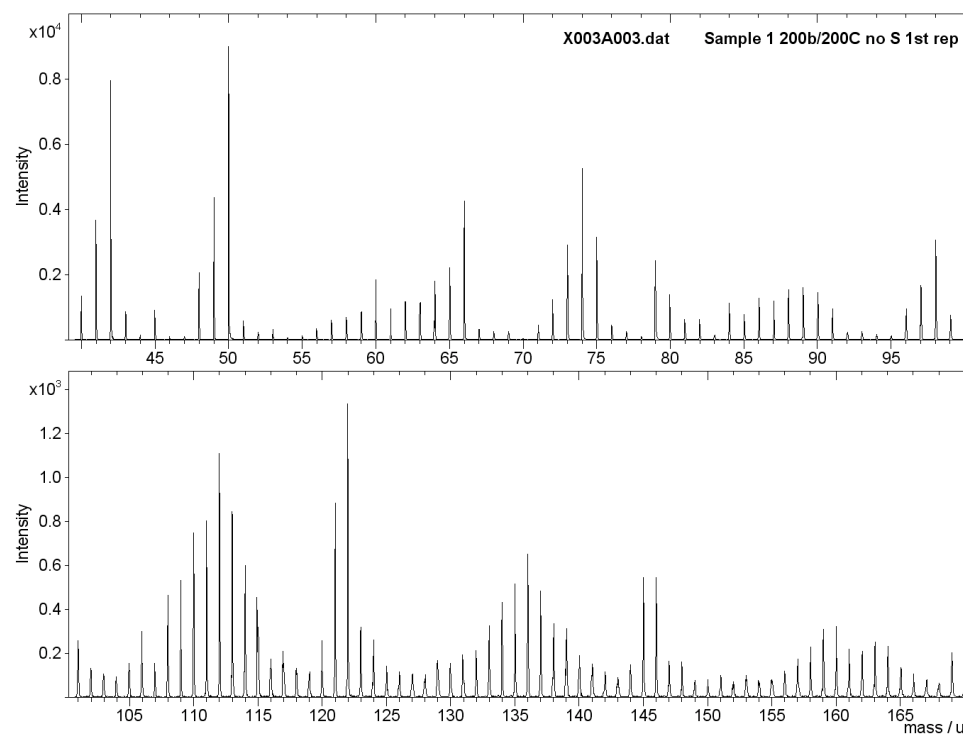 x10⁴
X003A003.dat Sample 1 200b/200C no S 1st rep
0.8
0.6
0.4
0.2
Intensity
45 50 55 60 65 70 75 80 85 90 95
x10³
1.2
1.0
0.8
0.6
0.4
0.2
Intensity
105 110 115 120 125 130 135 140 145 150 155 160 165
mass / u